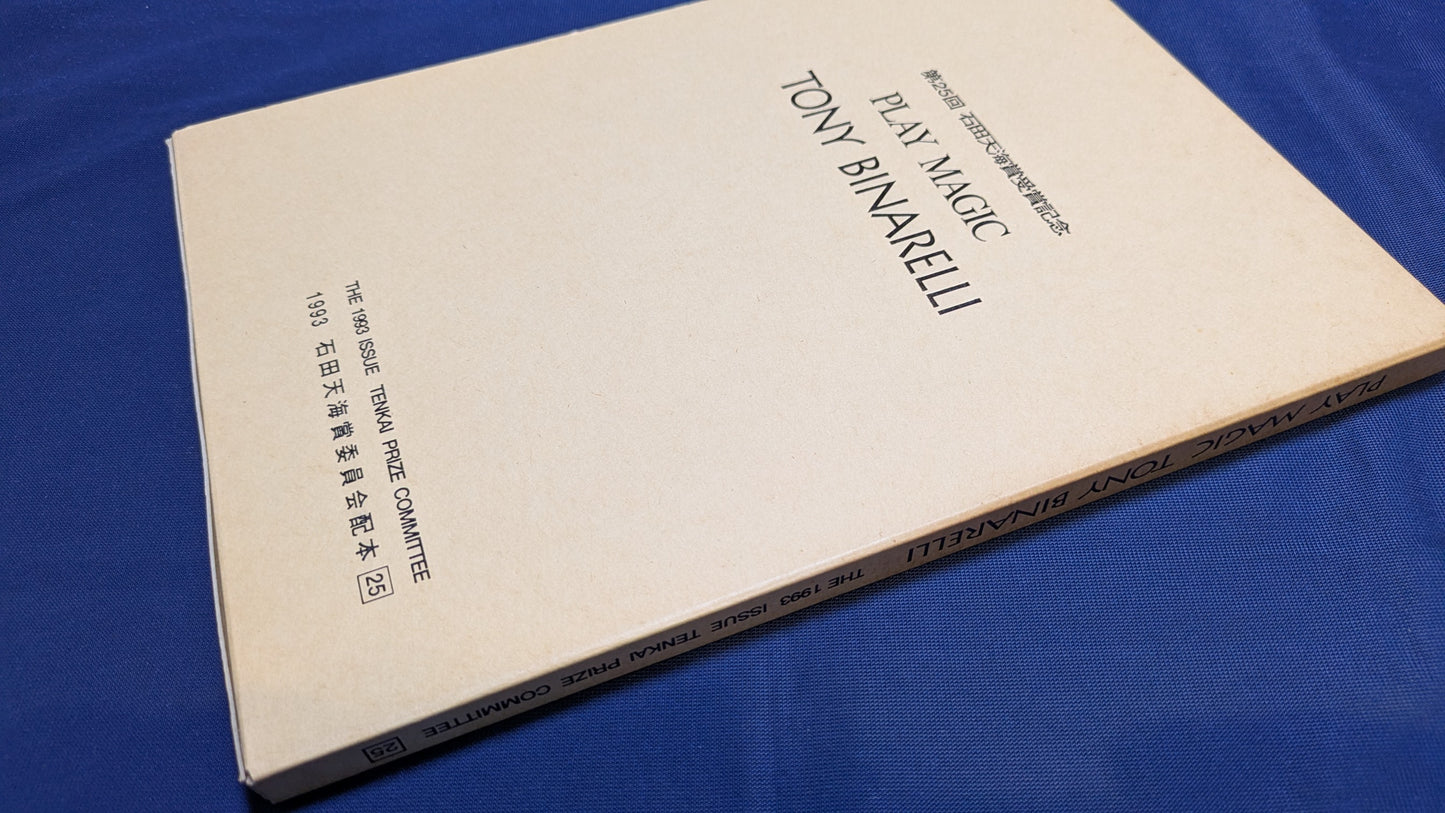 第25回 石田天海賞受賞記念
PLAY MAGIC
TONY BINARELLI
THE 1993 ISSUE TENKAI PRIZE COMMITTEE
1993 石田天海賞委員会配本 25
PLAY MAGIC TONY BINARELLI THE 1993 ISSUE TENKAI PRIZE COMMITTEE 25